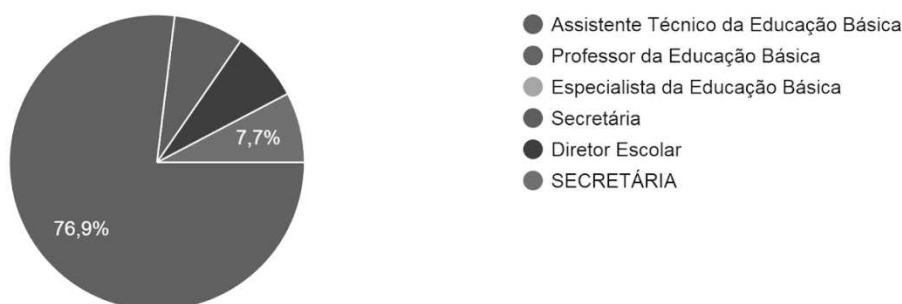 Assistente Técnico da Educação Básica
Professor da Educação Básica
Especialista da Educação Básica
Secretária
Diretor Escolar
SECRETÁRIA
7,7%
76,9%